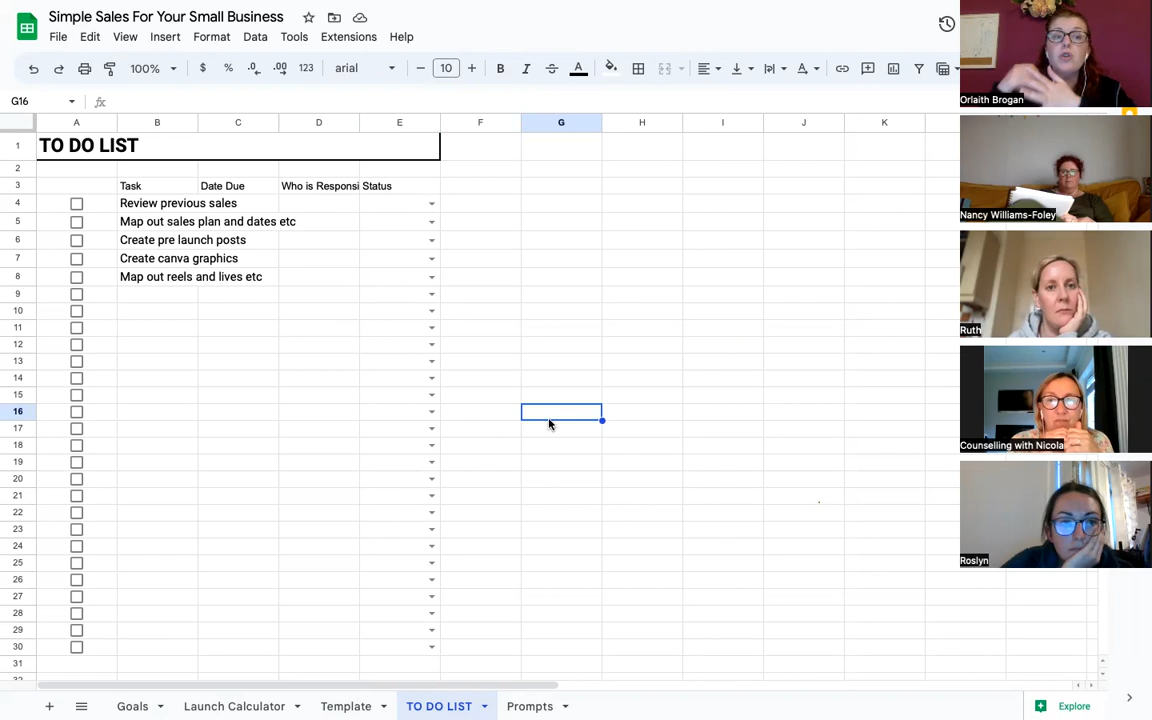 Simple Sales For Your Small Business
File Edit View Insert Format Data Tools Extensions Help
100% $ % .0 .00 123 arial 10 B I A
G16 fx
A B C D E F G H I J K
1 TO DO LIST
2
3 Task Date Due Who is Responsi Status
4 Review previous sales
5 Map out sales plan and dates etc
6 Create pre launch posts
7 Create canva graphics
8 Map out reels and lives etc
9
10
11
12
13
14
15
16
17
18
19
20
21
22
23
24
25
26
27
28
29
30
31
Goals Launch Calculator Template TO DO LIST Prompts Explore
Orlaith Brogan
Nancy Williams-Foley
Ruth
Counselling with Nicola
Roslyn